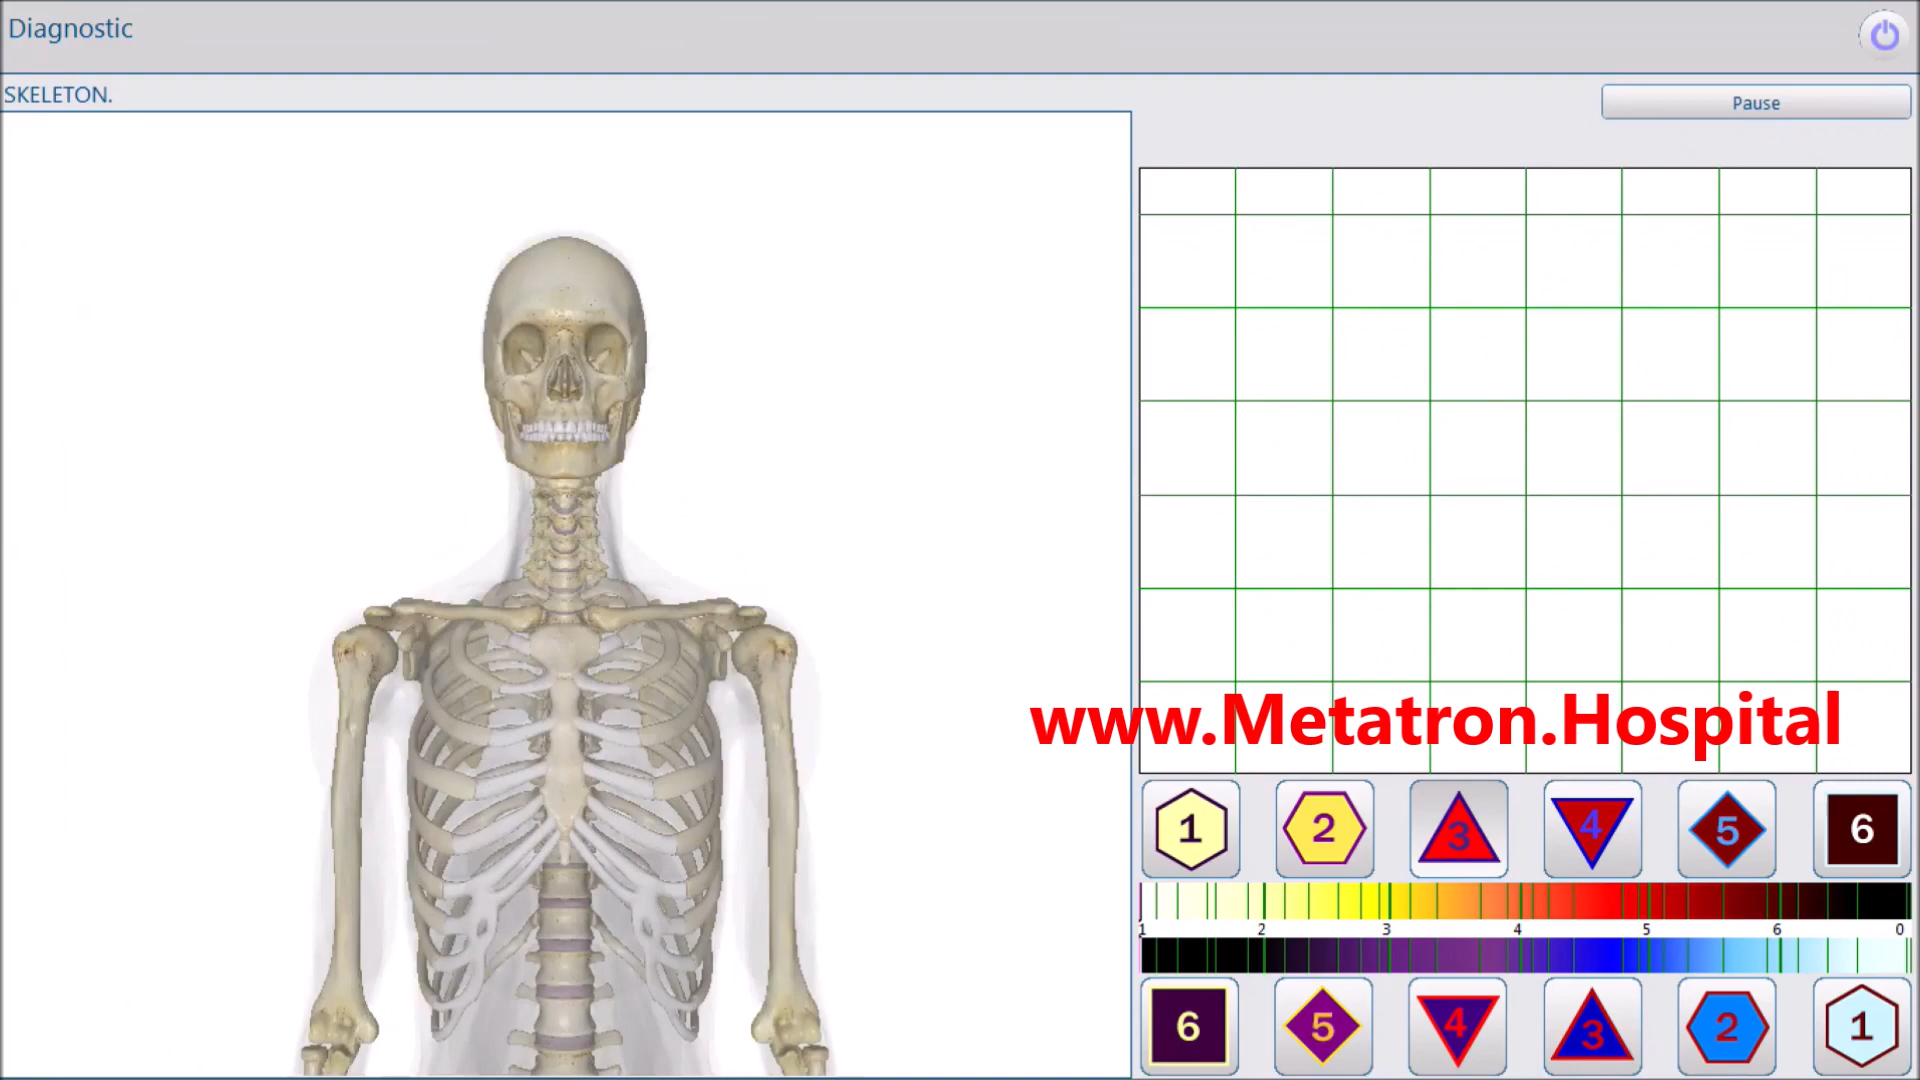 Diagnostic
SKELETON.
Pause
www.Metatron.Hospital
1 2 3 4 5 6
1 2 3 4 5 6 0
6 5 4 3 2 1